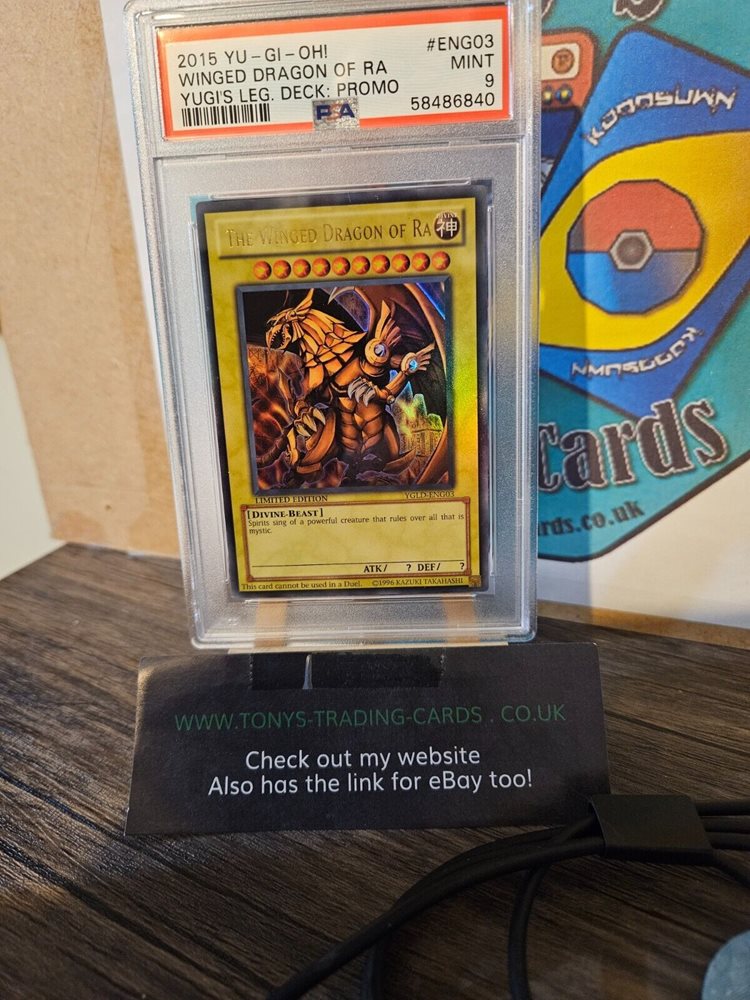 2015 YU-GI-OH!
#ENG03
WINGED DRAGON OF RA
MINT
YUGI'S LEG. DECK: PROMO
9
PSA
58486840
THE WINGED DRAGON OF RA
DIVINE
神
LIMITED EDITION
YGLD-ENG03
[DIVINE-BEAST]
Spirits sing of a powerful creature that rules over all that is
mystic.
ATK/ ? DEF/ ?
This card cannot be used in a Duel.
©1996 KAZUKI TAKAHASHI
WWW.TONYS-TRADING-CARDS . CO.UK
Check out my website
Also has the link for eBay too!
Cards
rds.co.uk